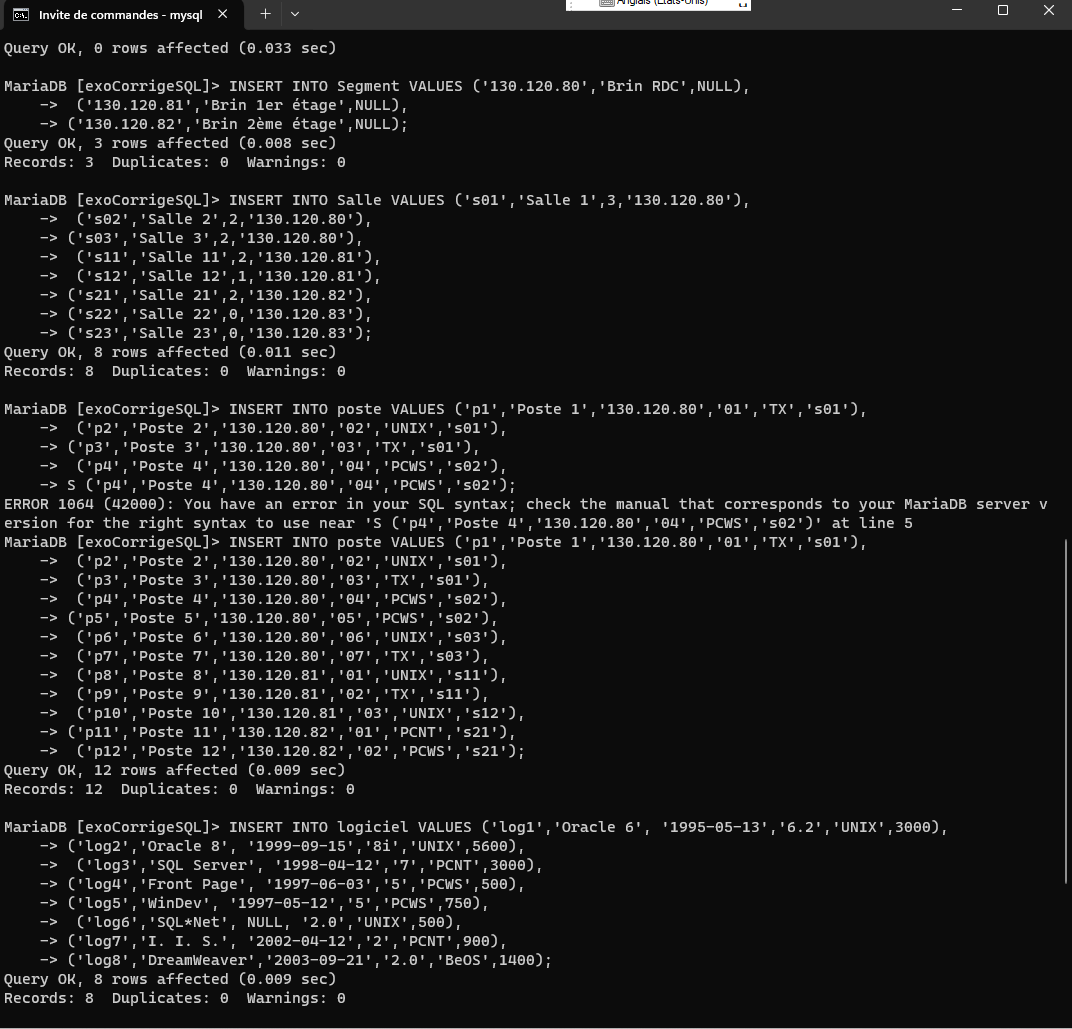 Invite de commandes - mysql
Anglais (États-Unis)
Query OK, 0 rows affected (0.033 sec)
MariaDB [exoCorrigeSQL]> INSERT INTO Segment VALUES ('130.120.80','Brin RDC',NULL),
    ->  ('130.120.81','Brin 1er étage',NULL),
    -> ('130.120.82','Brin 2ème étage',NULL);
Query OK, 3 rows affected (0.008 sec)
Records: 3  Duplicates: 0  Warnings: 0
MariaDB [exoCorrigeSQL]> INSERT INTO Salle VALUES ('s01','Salle 1',3,'130.120.80'),
    ->  ('s02','Salle 2',2,'130.120.80'),
    -> ('s03','Salle 3',2,'130.120.80'),
    ->  ('s11','Salle 11',2,'130.120.81'),
    ->  ('s12','Salle 12',1,'130.120.81'),
    -> ('s21','Salle 21',2,'130.120.82'),
    -> ('s22','Salle 22',0,'130.120.83'),
    -> ('s23','Salle 23',0,'130.120.83');
Query OK, 8 rows affected (0.011 sec)
Records: 8  Duplicates: 0  Warnings: 0
MariaDB [exoCorrigeSQL]> INSERT INTO poste VALUES ('p1','Poste 1','130.120.80','01','TX','s01'),
    ->  ('p2','Poste 2','130.120.80','02','UNIX','s01'),
    -> ('p3','Poste 3','130.120.80','03','TX','s01'),
    ->  ('p4','Poste 4','130.120.80','04','PCWS','s02'),
    -> S ('p4','Poste 4','130.120.80','04','PCWS','s02');
ERROR 1064 (42000): You have an error in your SQL syntax; check the manual that corresponds to your MariaDB server v
ersion for the right syntax to use near 'S ('p4','Poste 4','130.120.80','04','PCWS','s02')' at line 5
MariaDB [exoCorrigeSQL]> INSERT INTO poste VALUES ('p1','Poste 1','130.120.80','01','TX','s01'),
    ->  ('p2','Poste 2','130.120.80','02','UNIX','s01'),
    ->  ('p3','Poste 3','130.120.80','03','TX','s01'),
    ->  ('p4','Poste 4','130.120.80','04','PCWS','s02'),
    -> ('p5','Poste 5','130.120.80','05','PCWS','s02'),
    ->  ('p6','Poste 6','130.120.80','06','UNIX','s03'),
    ->  ('p7','Poste 7','130.120.80','07','TX','s03'),
    ->  ('p8','Poste 8','130.120.81','01','UNIX','s11'),
    ->  ('p9','Poste 9','130.120.81','02','TX','s11'),
    ->  ('p10','Poste 10','130.120.81','03','UNIX','s12'),
    -> ('p11','Poste 11','130.120.82','01','PCNT','s21'),
    ->  ('p12','Poste 12','130.120.82','02','PCWS','s21');
Query OK, 12 rows affected (0.009 sec)
Records: 12  Duplicates: 0  Warnings: 0
MariaDB [exoCorrigeSQL]> INSERT INTO logiciel VALUES ('log1','Oracle 6', '1995-05-13','6.2','UNIX',3000),
    -> ('log2','Oracle 8', '1999-09-15','8i','UNIX',5600),
    ->  ('log3','SQL Server', '1998-04-12','7','PCNT',3000),
    -> ('log4','Front Page', '1997-06-03','5','PCWS',500),
    -> ('log5','WinDev', '1997-05-12','5','PCWS',750),
    ->  ('log6','SQL*Net', NULL, '2.0','UNIX',500),
    -> ('log7','I. I. S.', '2002-04-12','2','PCNT',900),
    -> ('log8','DreamWeaver','2003-09-21','2.0','BeOS',1400);
Query OK, 8 rows affected (0.009 sec)
Records: 8  Duplicates: 0  Warnings: 0